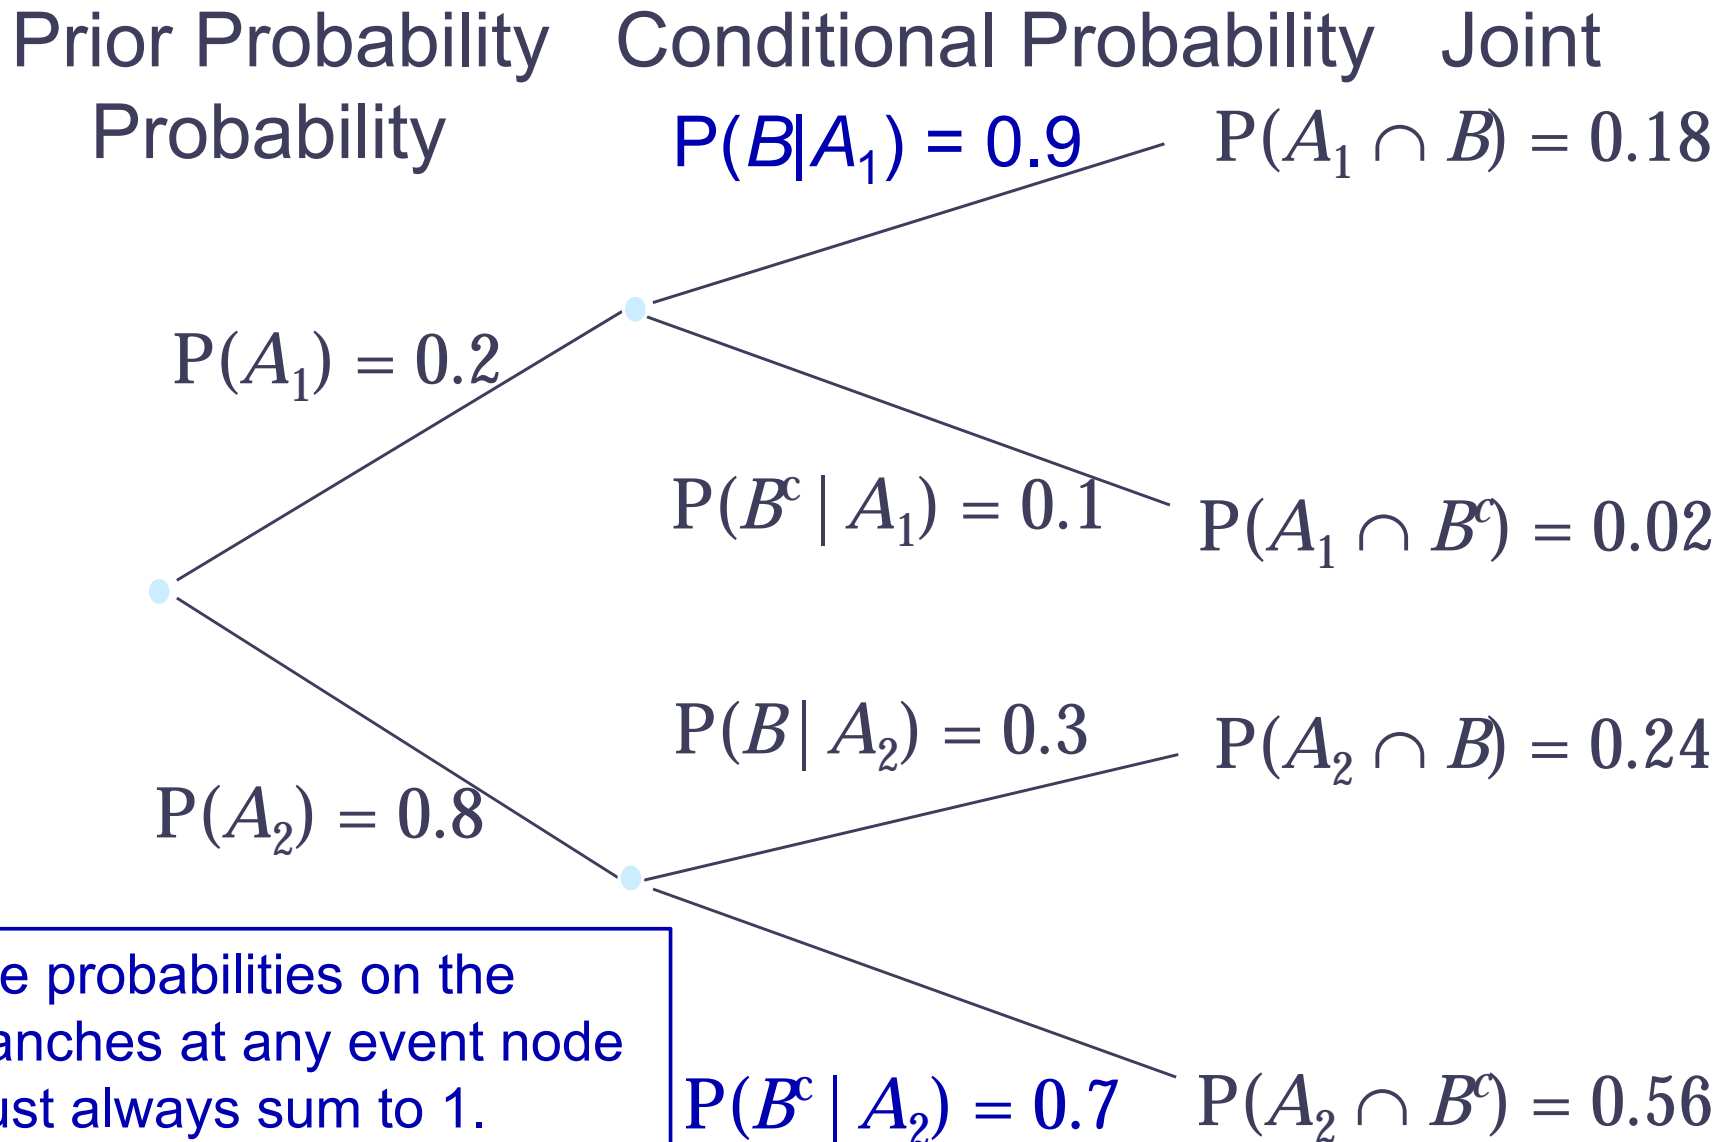 Prior Probability Conditional Probability Joint
Probability
P(B|A₁) = 0.9
P(A₁ ∩ B) = 0.18
P(A₁) = 0.2
P(Bᶜ | A₁) = 0.1
P(A₁ ∩ Bᶜ) = 0.02
P(B | A₂) = 0.3
P(A₂ ∩ B) = 0.24
P(A₂) = 0.8
e probabilities on the
anches at any event node
ust always sum to 1.
P(Bᶜ | A₂) = 0.7
P(A₂ ∩ Bᶜ) = 0.56